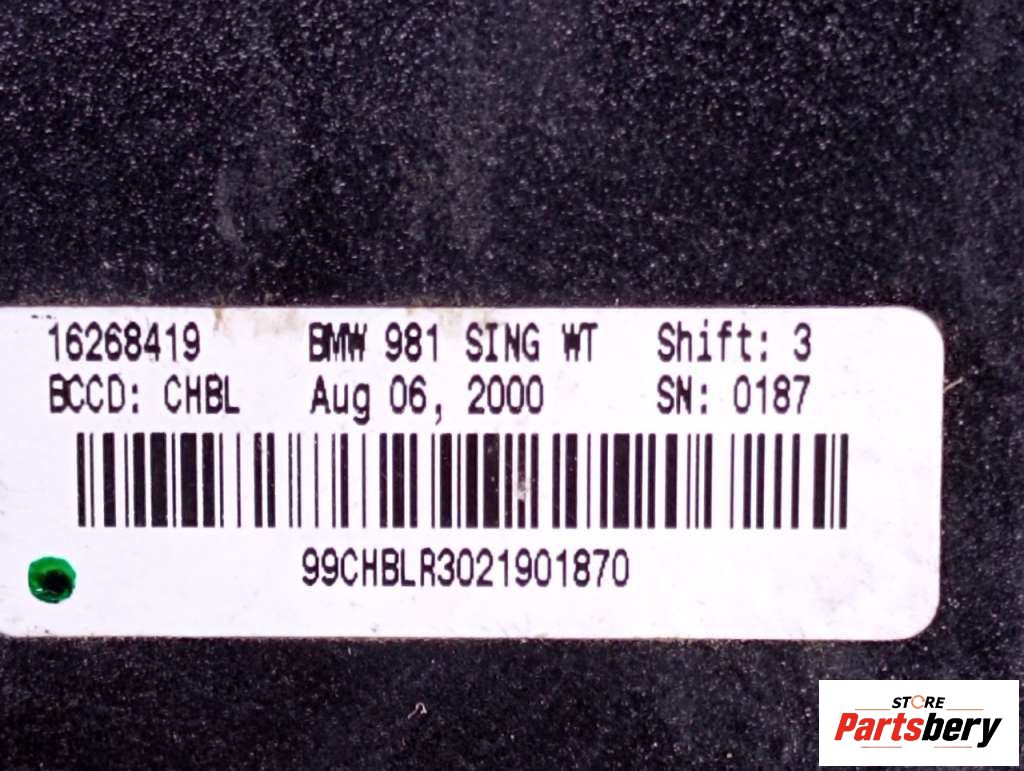 16268419 BMW 981 SING WT Shift: 3
BCCD: CHBL Aug 06, 2000 SN: 0187
99CHBLR3021901870
STORE
Partsbery